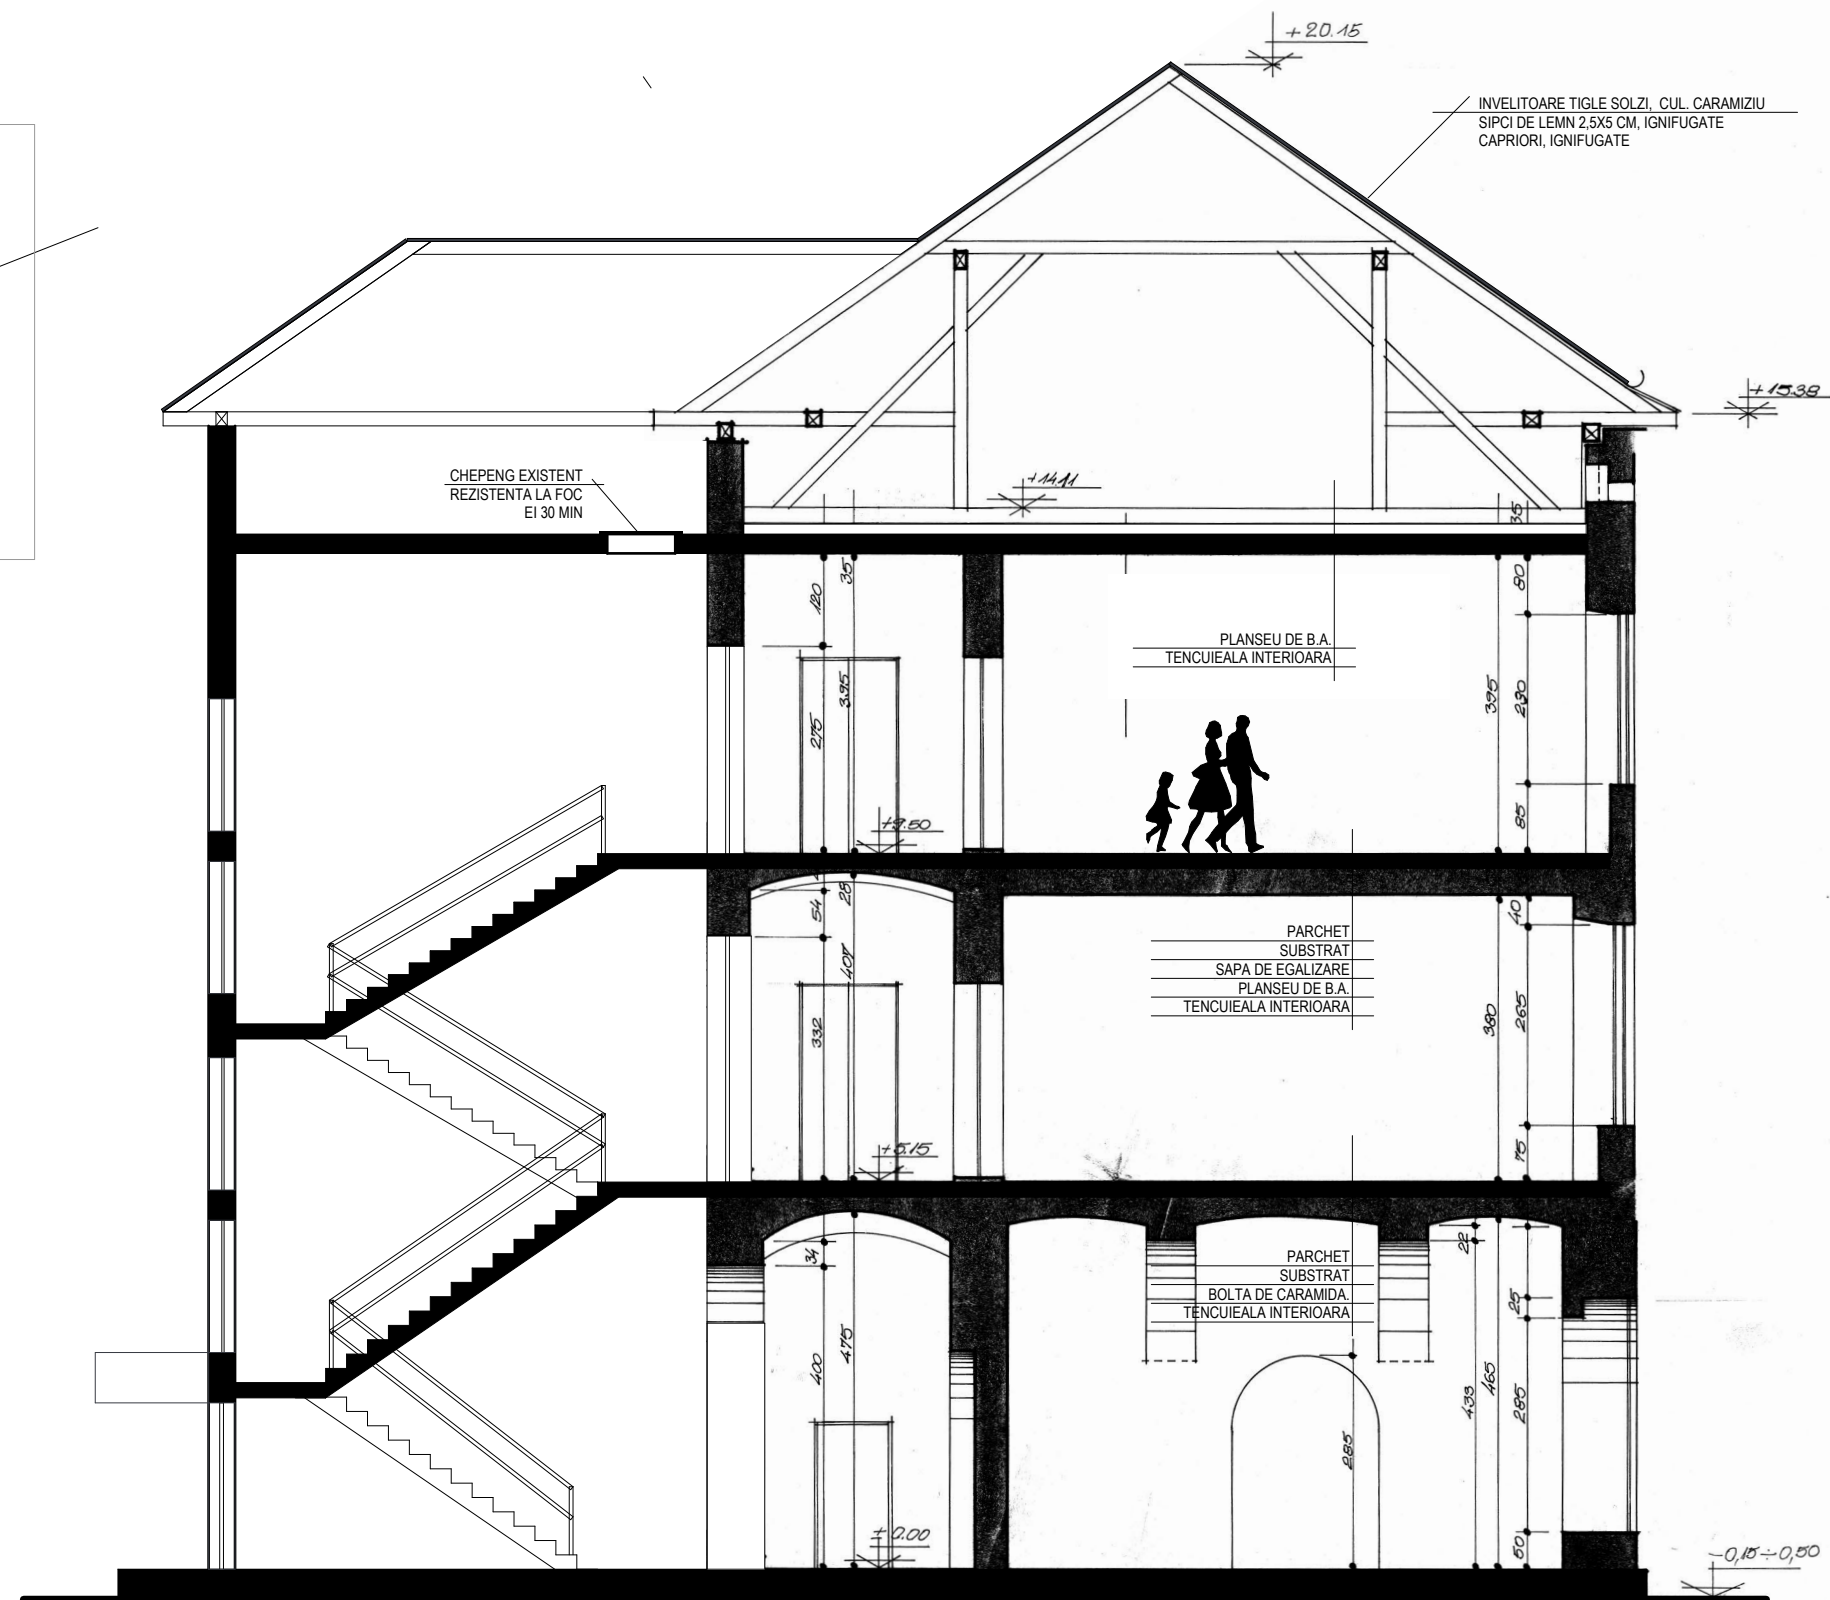 +20.15
INVELITOARE TIGLE SOLZI, CUL. CARAMIZIU
SIPCI DE LEMN 2,5X5 CM, IGNIFUGATE
CAPRIORI, IGNIFUGATE
+15.38
CHEPENG EXISTENT
REZISTENTA LA FOC
EI 30 MIN
+14.11
35
120
35
80
PLANSEU DE B.A.
TENCUIEALA INTERIOARA
275
3.95
395
230
85
+9.50
54
28
40
PARCHET
SUBSTRAT
SAPA DE EGALIZARE
PLANSEU DE B.A.
TENCUIEALA INTERIOARA
332
407
380
265
75
+5.15
34
22
PARCHET
SUBSTRAT
BOLTA DE CARAMIDA.
TENCUIEALA INTERIOARA
25
400
475
433
465
285
285
50
±0.00
-0,15÷0,50